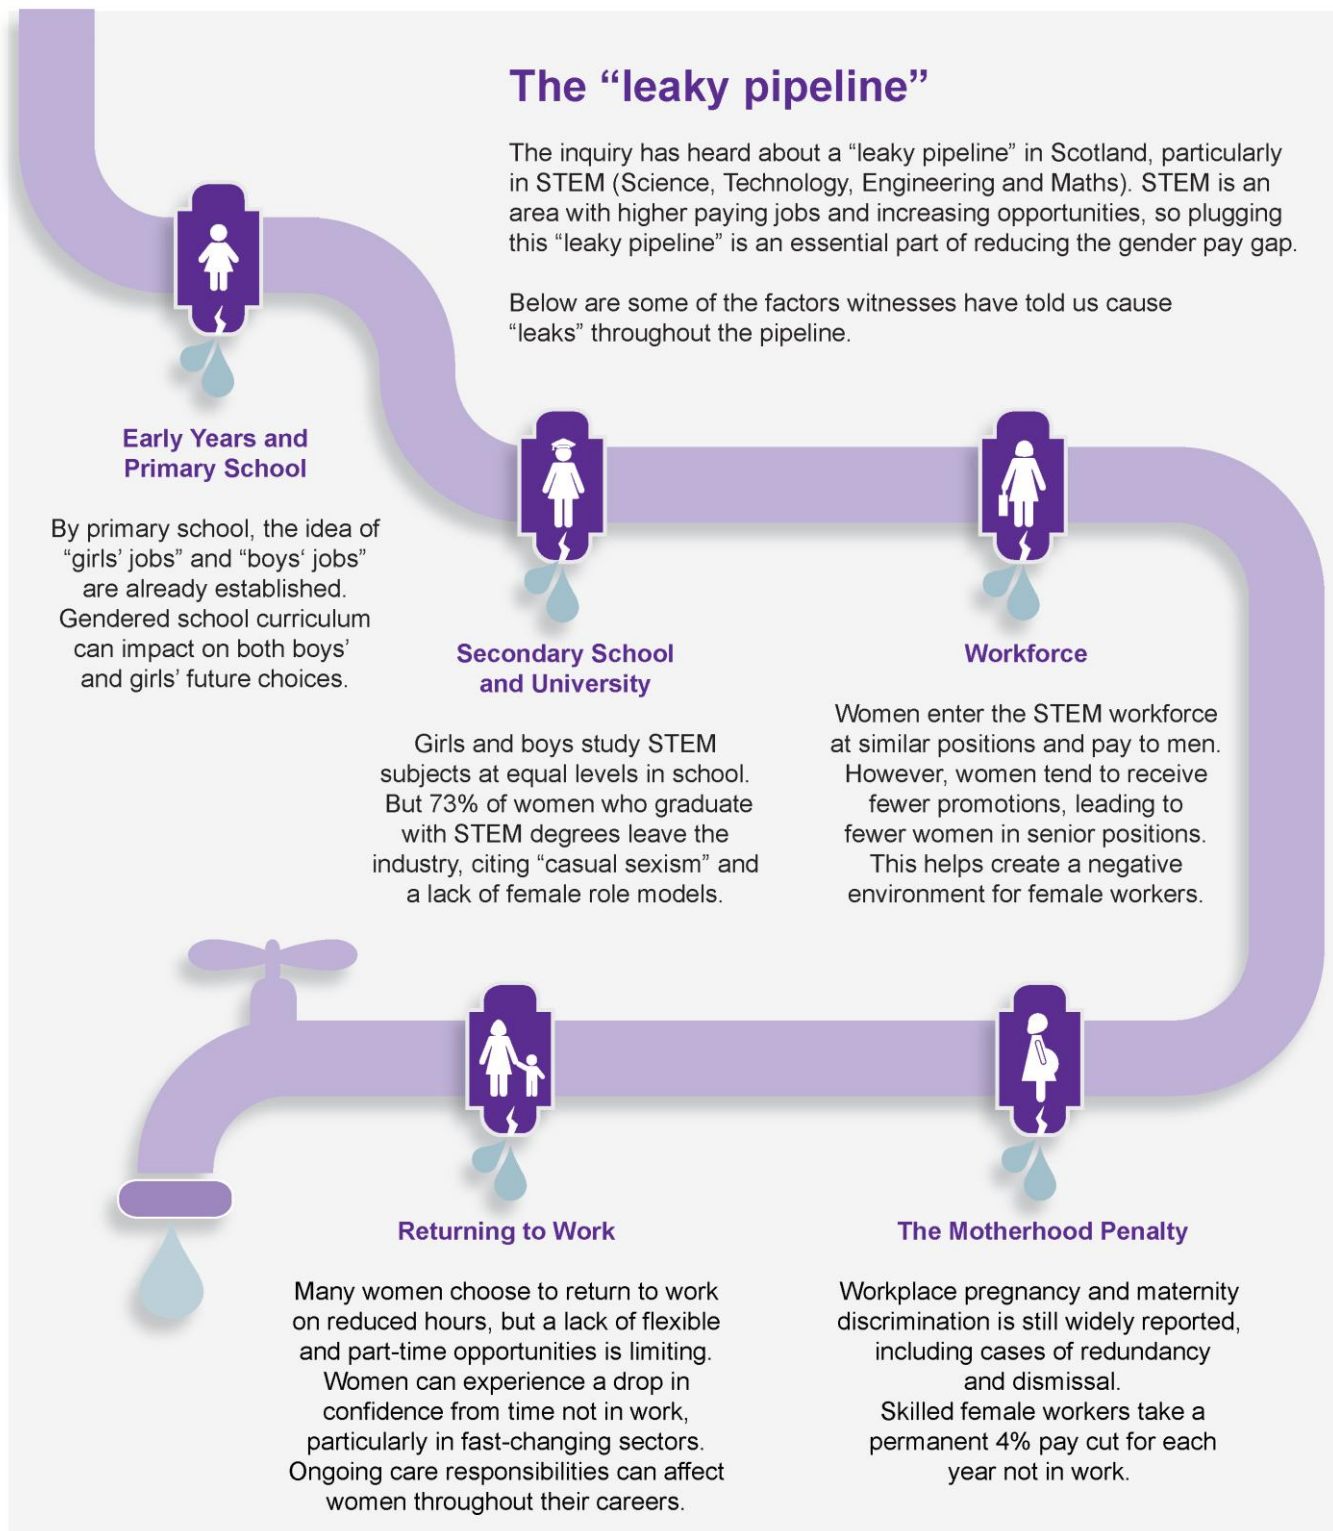 The “leaky pipeline”
The inquiry has heard about a “leaky pipeline” in Scotland, particularly
in STEM (Science, Technology, Engineering and Maths). STEM is an
area with higher paying jobs and increasing opportunities, so plugging
this “leaky pipeline” is an essential part of reducing the gender pay gap.
Below are some of the factors witnesses have told us cause
“leaks” throughout the pipeline.
Early Years and
Primary School
By primary school, the idea of
“girls’ jobs” and “boys‘ jobs”
are already established.
Gendered school curriculum
can impact on both boys’
and girls’ future choices.
Secondary School
and University
Girls and boys study STEM
subjects at equal levels in school.
But 73% of women who graduate
with STEM degrees leave the
industry, citing “casual sexism” and
a lack of female role models.
Workforce
Women enter the STEM workforce
at similar positions and pay to men.
However, women tend to receive
fewer promotions, leading to
fewer women in senior positions.
This helps create a negative
environment for female workers.
Returning to Work
Many women choose to return to work
on reduced hours, but a lack of flexible
and part-time opportunities is limiting.
Women can experience a drop in
confidence from time not in work,
particularly in fast-changing sectors.
Ongoing care responsibilities can affect
women throughout their careers.
The Motherhood Penalty
Workplace pregnancy and maternity
discrimination is still widely reported,
including cases of redundancy
and dismissal.
Skilled female workers take a
permanent 4% pay cut for each
year not in work.